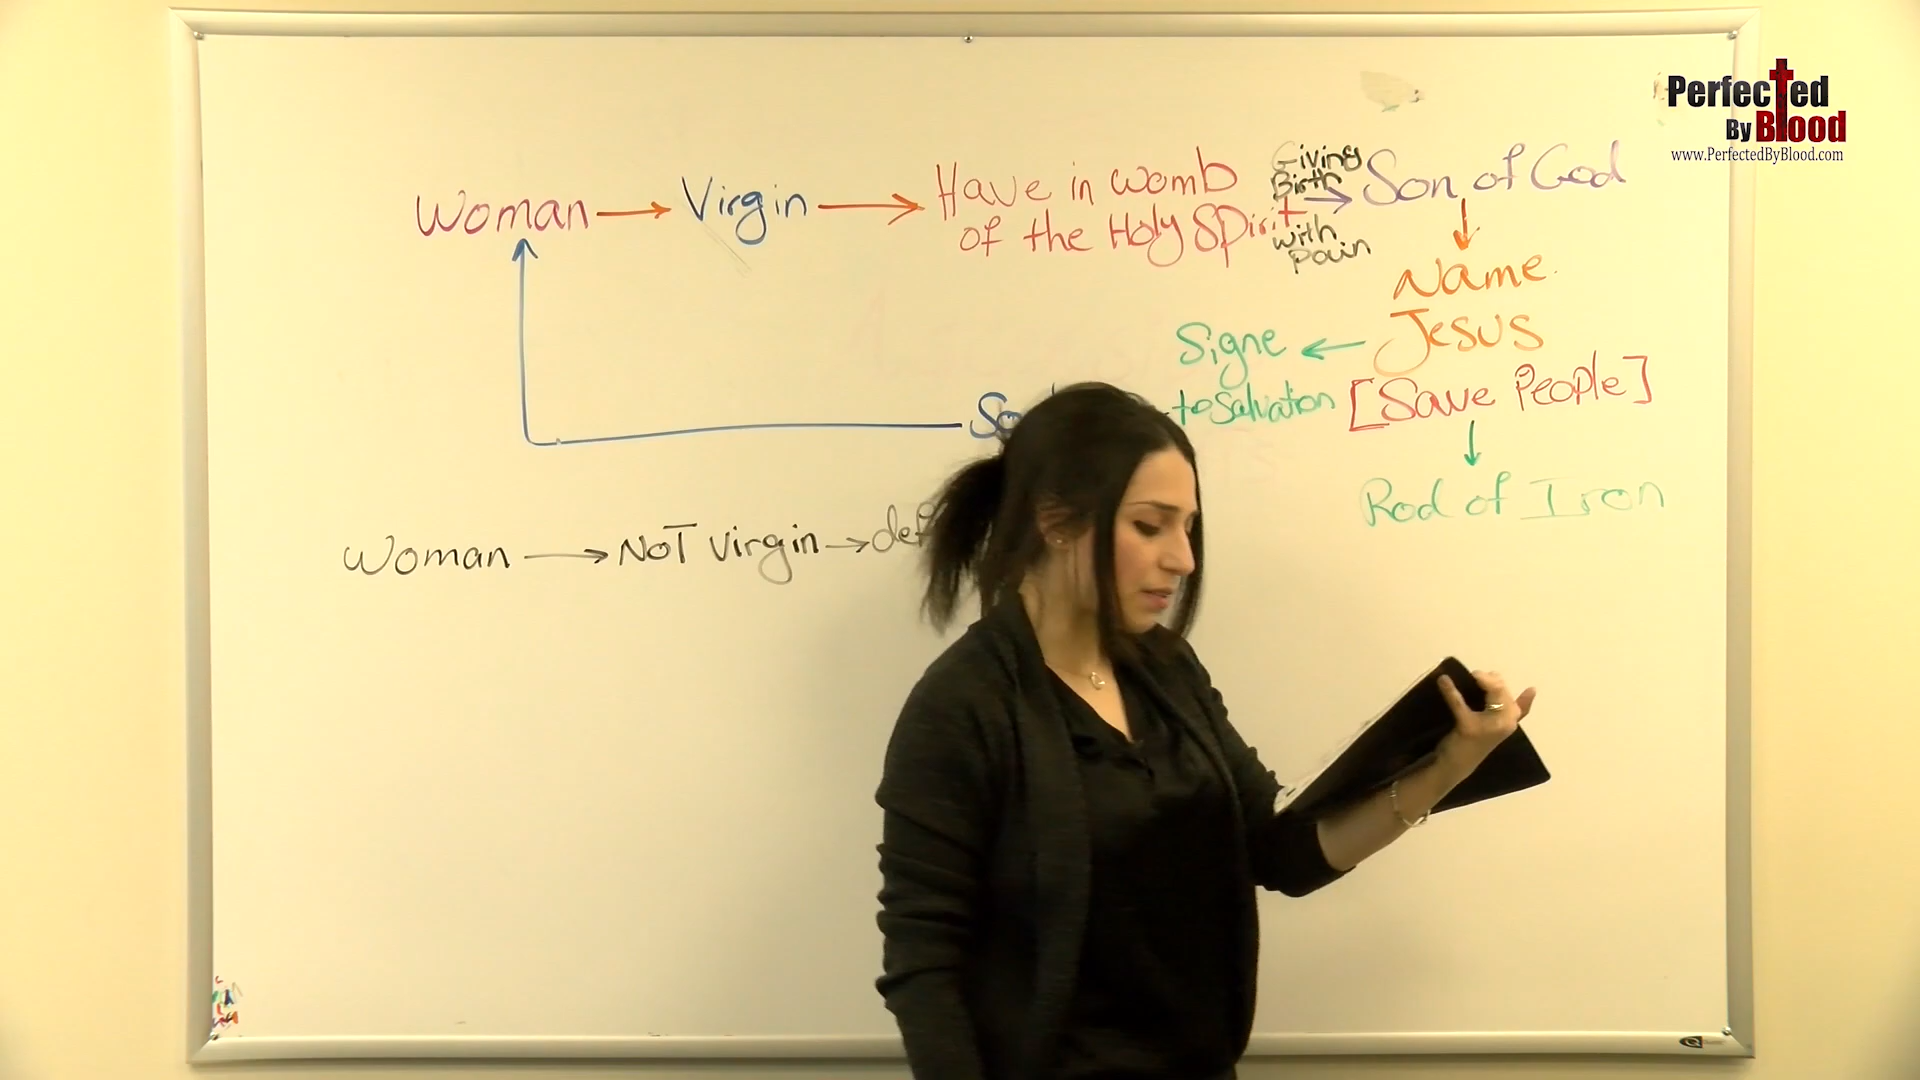 Perfected
By Blood
www.PerfectedByBlood.com
Woman → Virgin → Have in womb
of the Holy Spirit
Giving
Birth
with
Pain
→ Son of God
↓
Name
Jesus
[Save People]
Signe ←
to Salvation
↓
Rod of Iron
Woman → NOT Virgin →